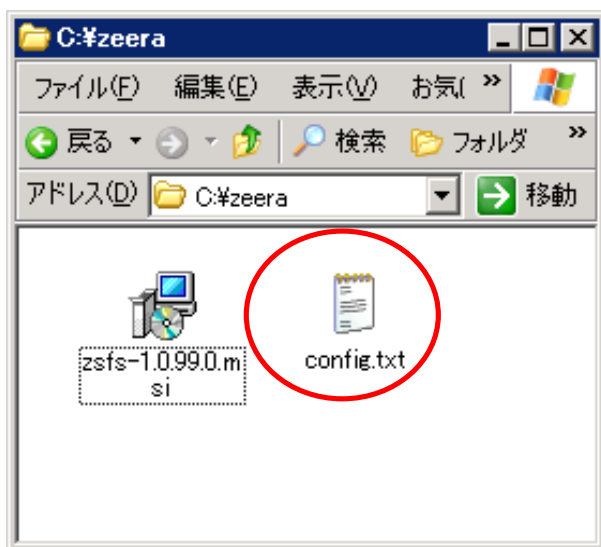 C:¥zeera
ファイル(F) 編集(E) 表示(V) お気( »
戻る 検索 フォルダ »
アドレス(D) C:¥zeera 移動
zsfs-1.0.99.0.m
si
config.txt